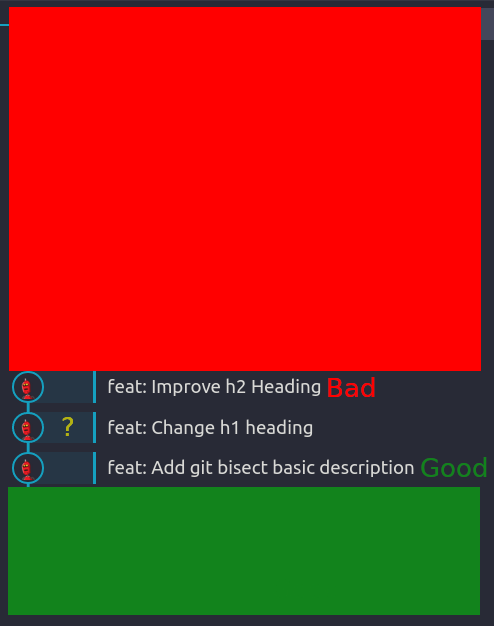 feat: Improve h2 Heading Bad
? feat: Change h1 heading
feat: Add git bisect basic description Good